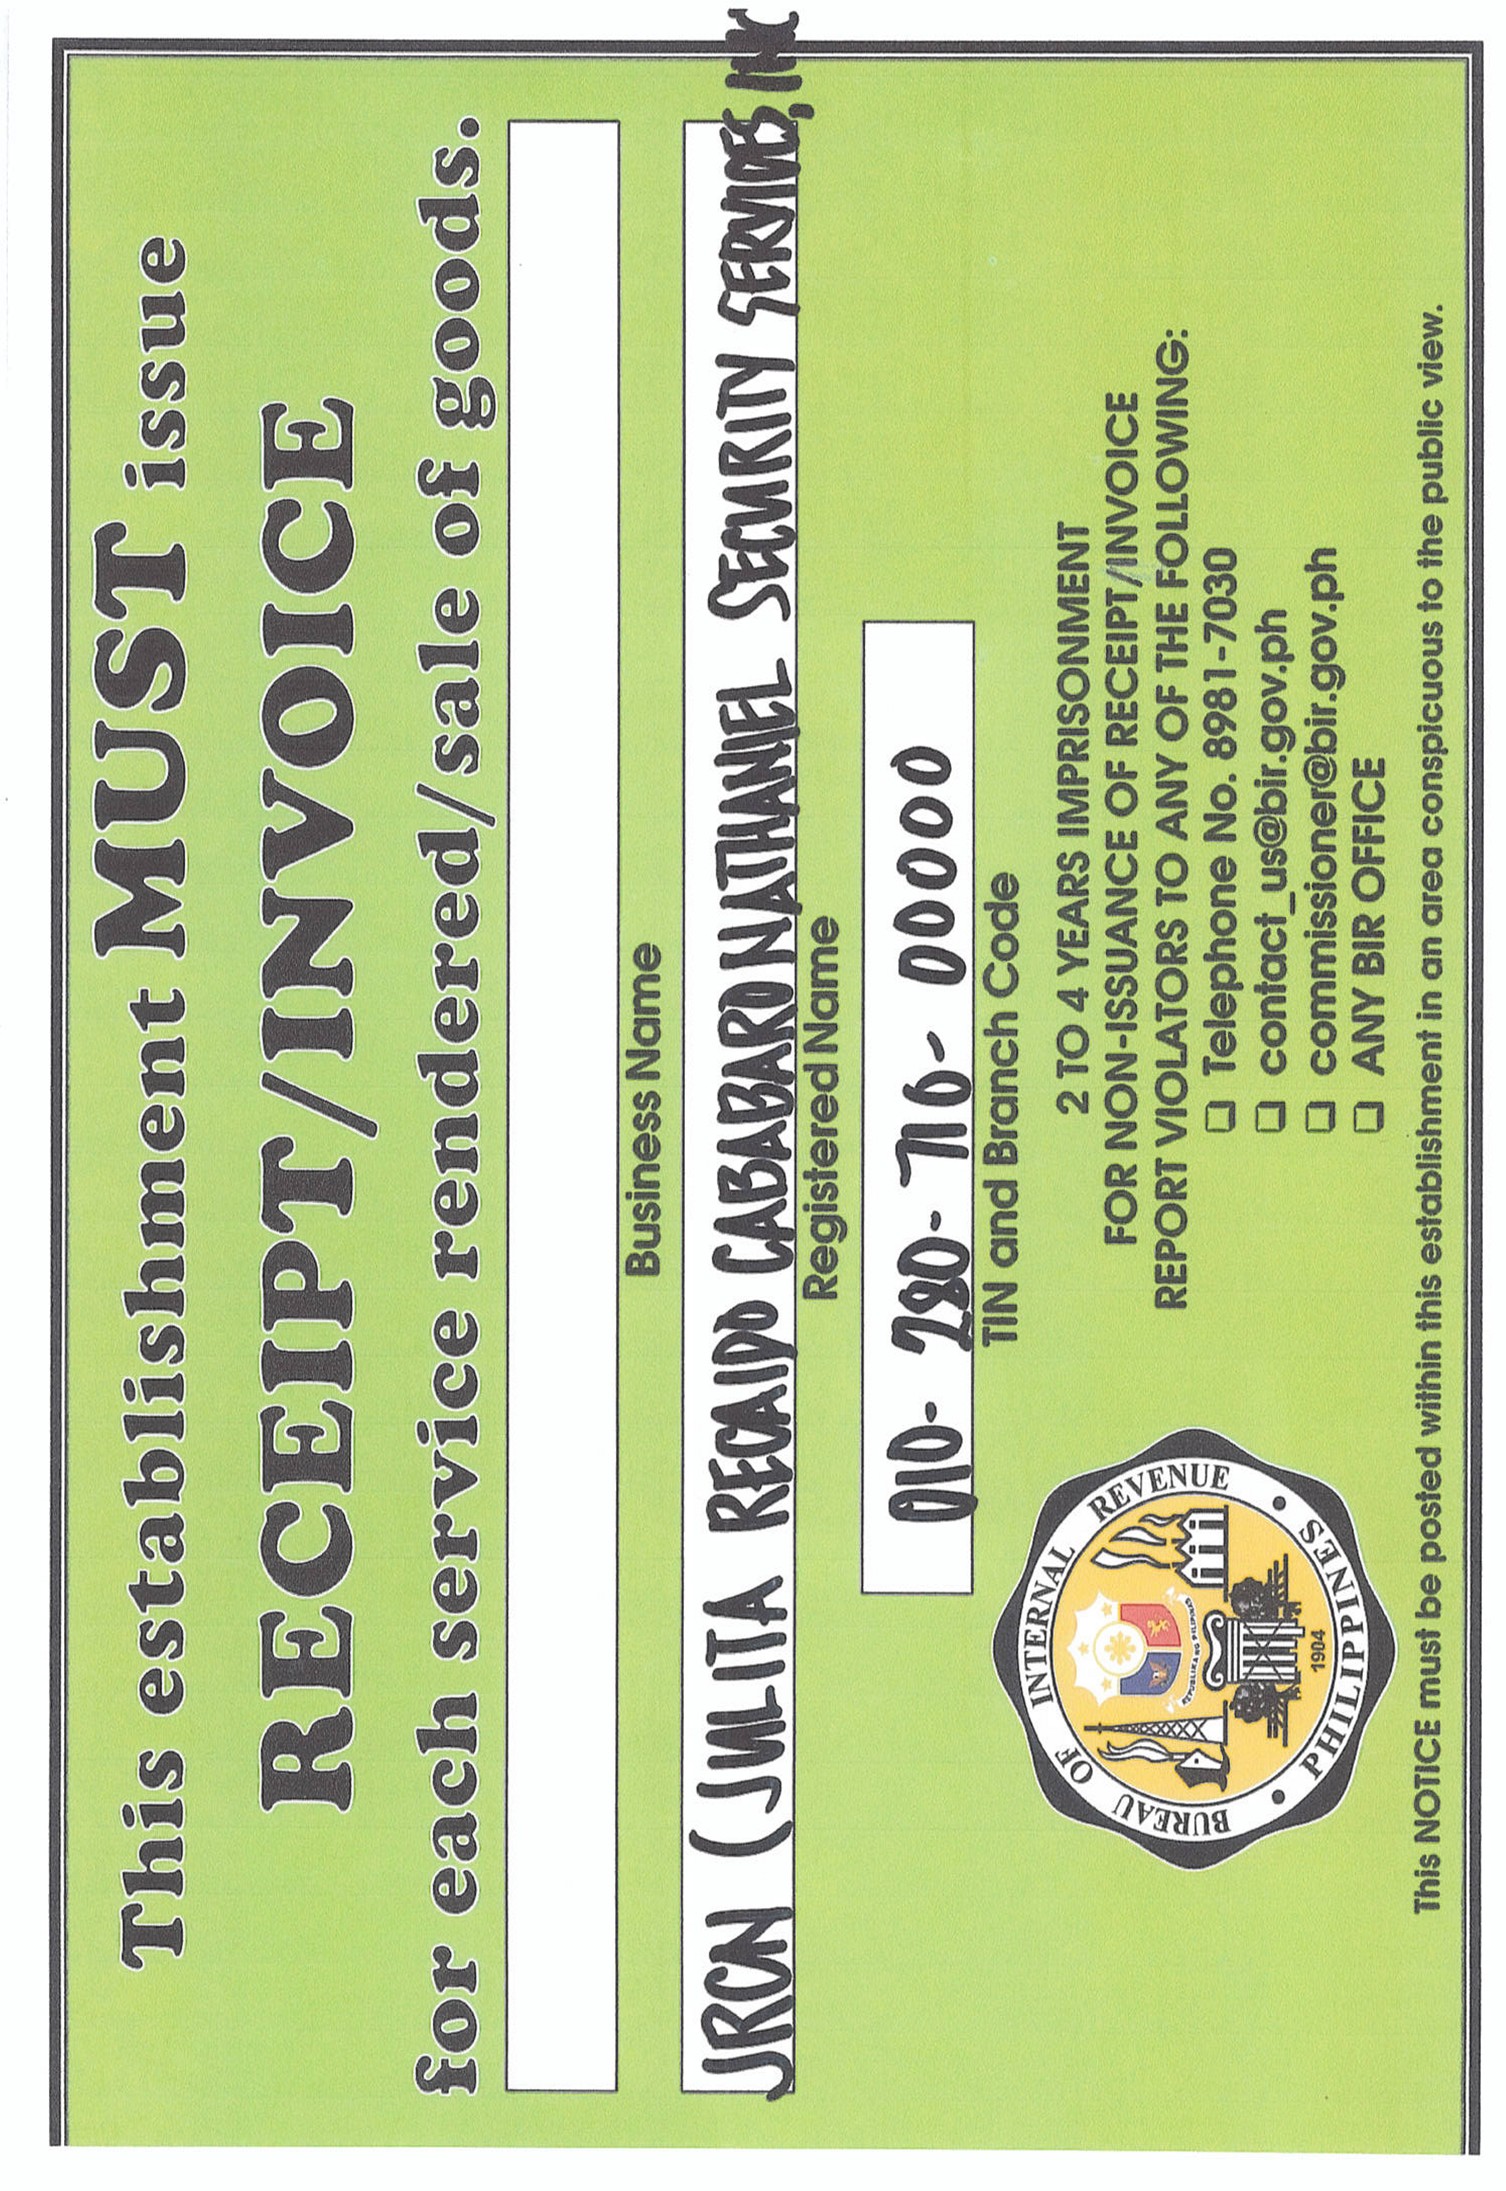 This establishment MUST issue
RECEIPT/INVOICE
for each service rendered/sale of goods.
Business Name
JRCN (JULITA RECAIDO CABABARO NATHANIEL SECURITY SERVICES, INC
Registered Name
010-280-716-00000
TIN and Branch Code
2 TO 4 YEARS IMPRISONMENT
FOR NON-ISSUANCE OF RECEIPT/INVOICE
REPORT VIOLATORS TO ANY OF THE FOLLOWING:
❑ Telephone No. 8981-7030
❑ contact_us@bir.gov.ph
❑ commissioner@bir.gov.ph
❑ ANY BIR OFFICE
BUREAU OF INTERNAL REVENUE
REPUBLIKA NG PILIPINAS
1904
PHILIPPINES
This NOTICE must be posted within this establishment in an area conspicuous to the public view.